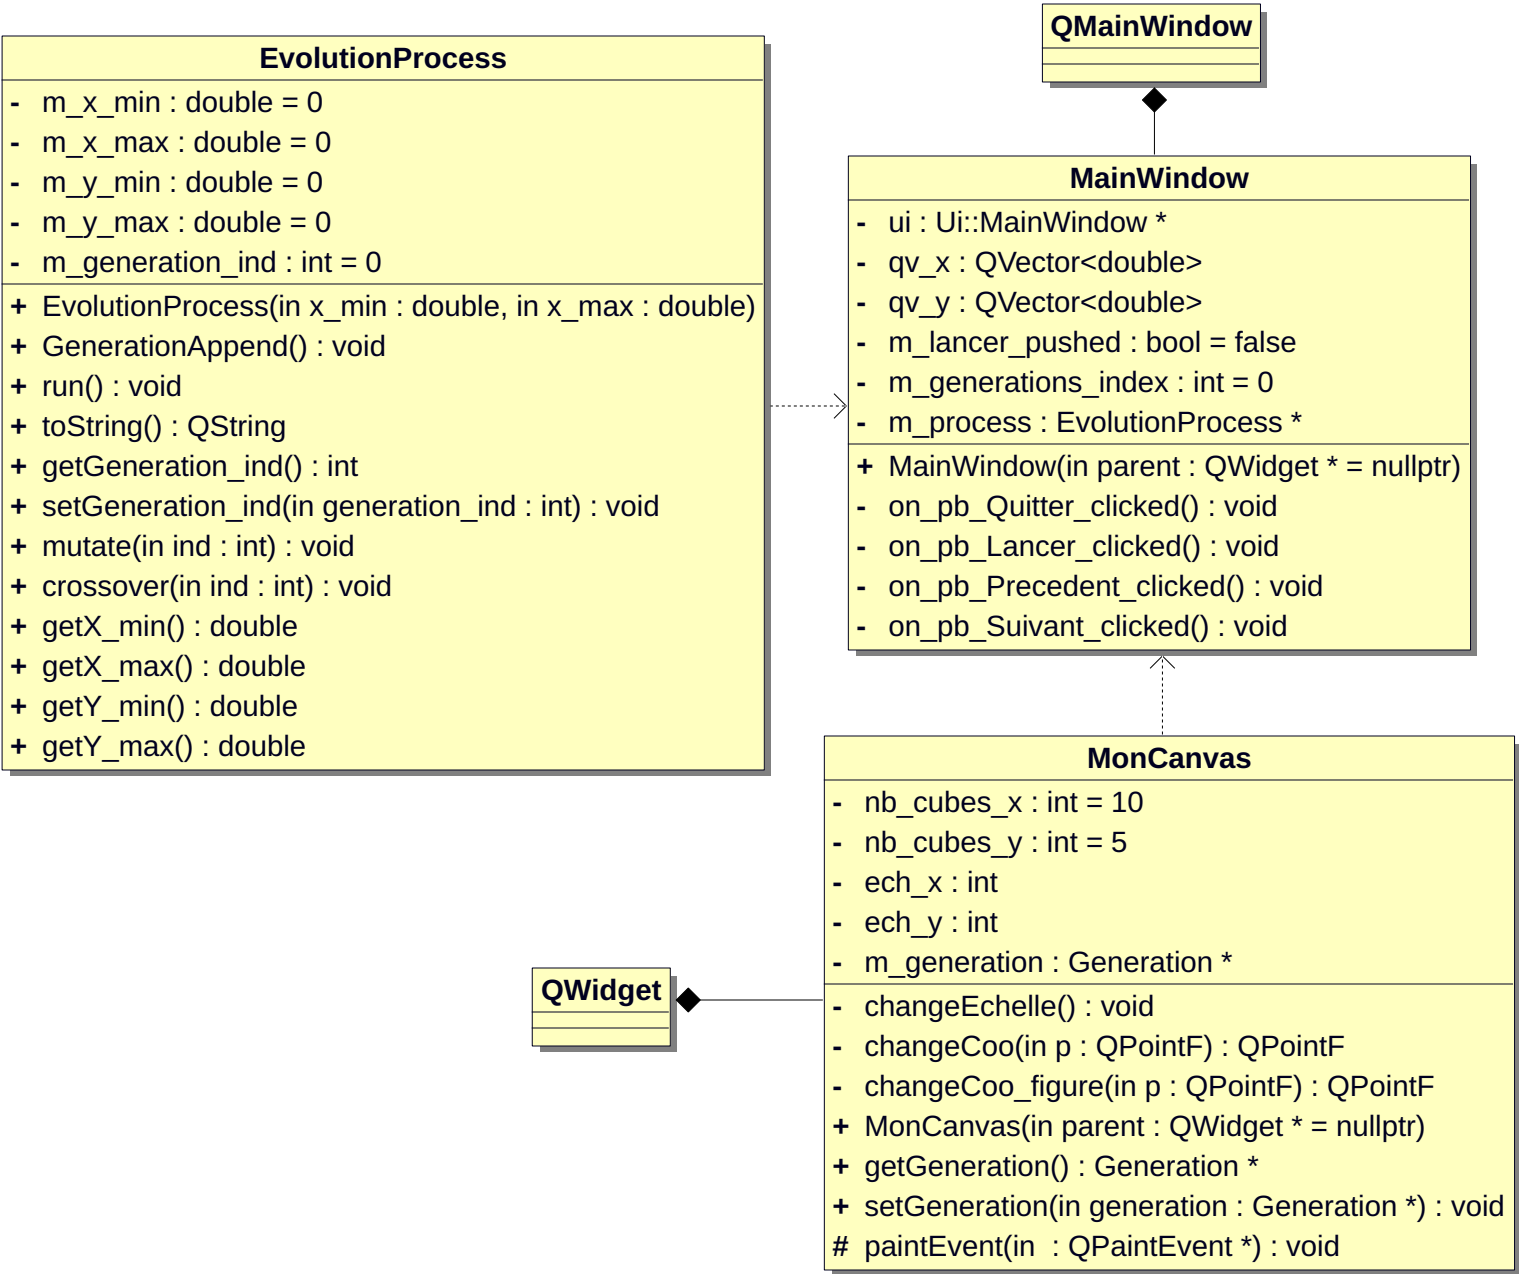 EvolutionProcess
- m_x_min : double = 0
- m_x_max : double = 0
- m_y_min : double = 0
- m_y_max : double = 0
- m_generation_ind : int = 0
+ EvolutionProcess(in x_min : double, in x_max : double)
+ GenerationAppend() : void
+ run() : void
+ toString() : QString
+ getGeneration_ind() : int
+ setGeneration_ind(in generation_ind : int) : void
+ mutate(in ind : int) : void
+ crossover(in ind : int) : void
+ getX_min() : double
+ getX_max() : double
+ getY_min() : double
+ getY_max() : double
QMainWindow
MainWindow
- ui : Ui::MainWindow *
- qv_x : QVector<double>
- qv_y : QVector<double>
- m_lancer_pushed : bool = false
- m_generations_index : int = 0
- m_process : EvolutionProcess *
+ MainWindow(in parent : QWidget * = nullptr)
- on_pb_Quitter_clicked() : void
- on_pb_Lancer_clicked() : void
- on_pb_Precedent_clicked() : void
- on_pb_Suivant_clicked() : void
QWidget
MonCanvas
- nb_cubes_x : int = 10
- nb_cubes_y : int = 5
- ech_x : int
- ech_y : int
- m_generation : Generation *
- changeEchelle() : void
- changeCoo(in p : QPointF) : QPointF
- changeCoo_figure(in p : QPointF) : QPointF
+ MonCanvas(in parent : QWidget * = nullptr)
+ getGeneration() : Generation *
+ setGeneration(in generation : Generation *) : void
# paintEvent(in  : QPaintEvent *) : void